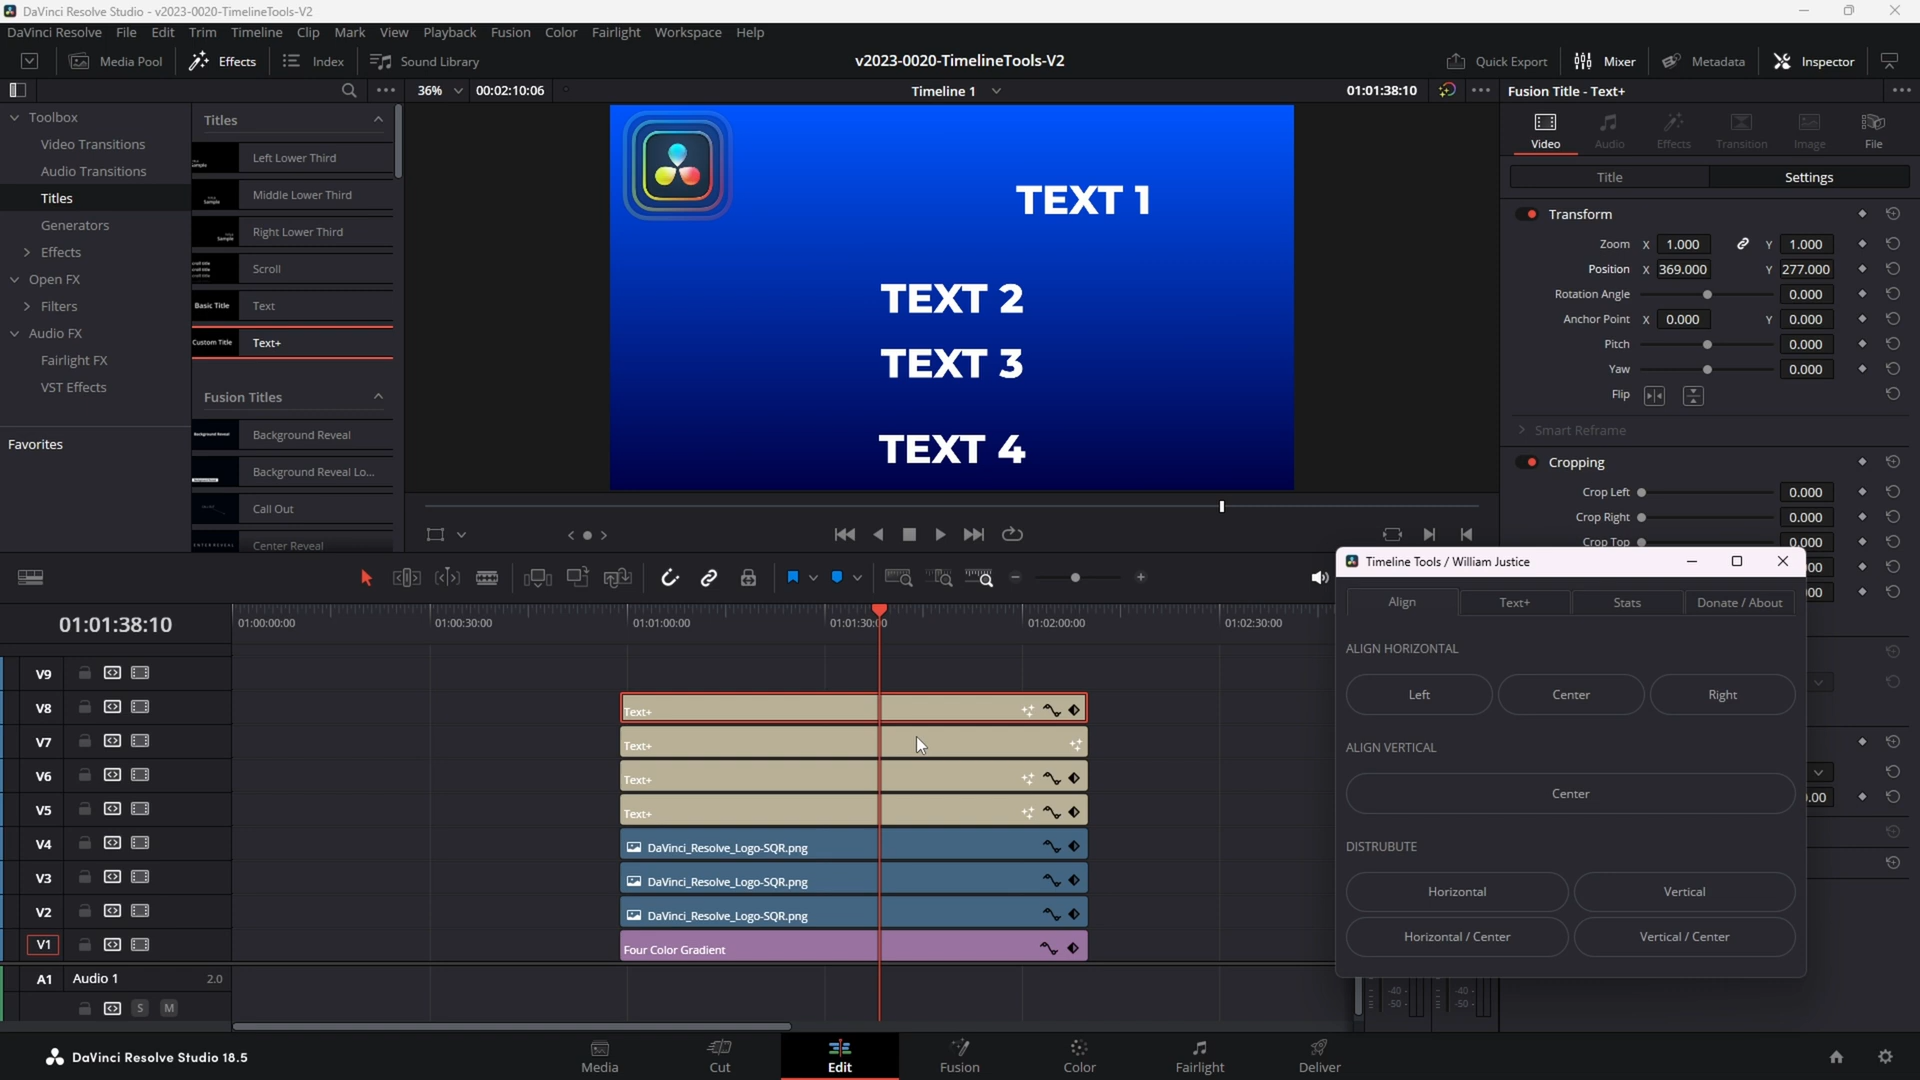 DaVinci Resolve Studio - v2023-0020-TimelineTools-V2
DaVinci Resolve File Edit Trim Timeline Clip Mark View Playback Fusion Color Fairlight Workspace Help
Media Pool Effects Index Sound Library v2023-0020-TimelineTools-V2 Quick Export Mixer Metadata Inspector
36% 00:02:10:06 Timeline 1 01:01:38:10 Fusion Title - Text+
Toolbox
Video Transitions
Audio Transitions
Titles
Generators
Effects
Open FX
Filters
Audio FX
Fairlight FX
VST Effects
Favorites
Titles
Left Lower Third
Middle Lower Third
Right Lower Third
Scroll
Basic Title Text
Custom Title Text+
Fusion Titles
Background Reveal
Background Reveal Lo...
Call Out
Center Reveal
TEXT 1
TEXT 2
TEXT 3
TEXT 4
Video Audio Effects Transition Image File
Title Settings
Transform
Zoom X 1.000 Y 1.000
Position X 369.000 Y 277.000
Rotation Angle 0.000
Anchor Point X 0.000 Y 0.000
Pitch 0.000
Yaw 0.000
Flip
Smart Reframe
Cropping
Crop Left 0.000
Crop Right 0.000
Crop Top 0.000
Timeline Tools / William Justice
Align Text+ Stats Donate / About
ALIGN HORIZONTAL
Left Center Right
ALIGN VERTICAL
Center
DISTRUBUTE
Horizontal Vertical
Horizontal / Center Vertical / Center
01:01:38:10 01:00:00:00 01:00:30:00 01:01:00:00 01:01:30:00 01:02:00:00 01:02:30:00
V9
V8 Text+
V7 Text+
V6 Text+
V5 Text+
V4 DaVinci_Resolve_Logo-SQR.png
V3 DaVinci_Resolve_Logo-SQR.png
V2 DaVinci_Resolve_Logo-SQR.png
V1 Four Color Gradient
A1 Audio 1 2.0
S M
-40 -40
-50 -50
DaVinci Resolve Studio 18.5
Media Cut Edit Fusion Color Fairlight Deliver